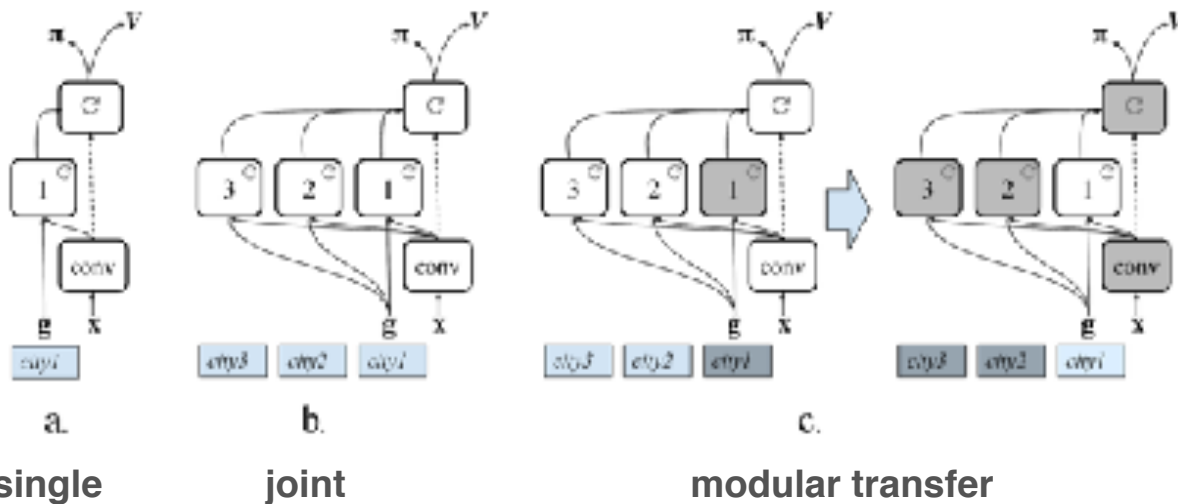 π V π V π V π V
C C C C
1 3 2 1 3 2 1 3 2 1
C C C C C C C C C C
conv conv conv conv
g x g x g x g x
city1 city3 city2 city1 city3 city2 city1 city3 city2 city1
a. b. c.
single joint modular transfer